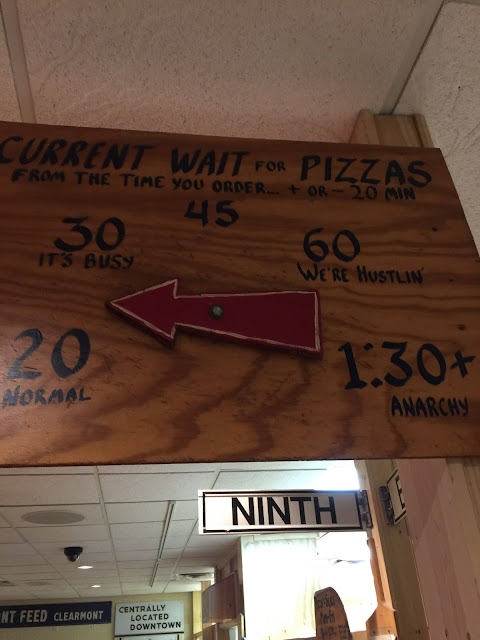 CURRENT WAIT FOR PIZZAS
FROM THE TIME YOU ORDER... + OR - 20 MIN
45
30
IT'S BUSY
60
WE'RE HUSTLIN'
20
NORMAL
1:30+
ANARCHY
NINTH
NT FEED CLEARMONT
CENTRALLY
LOCATED
DOWNTOWN